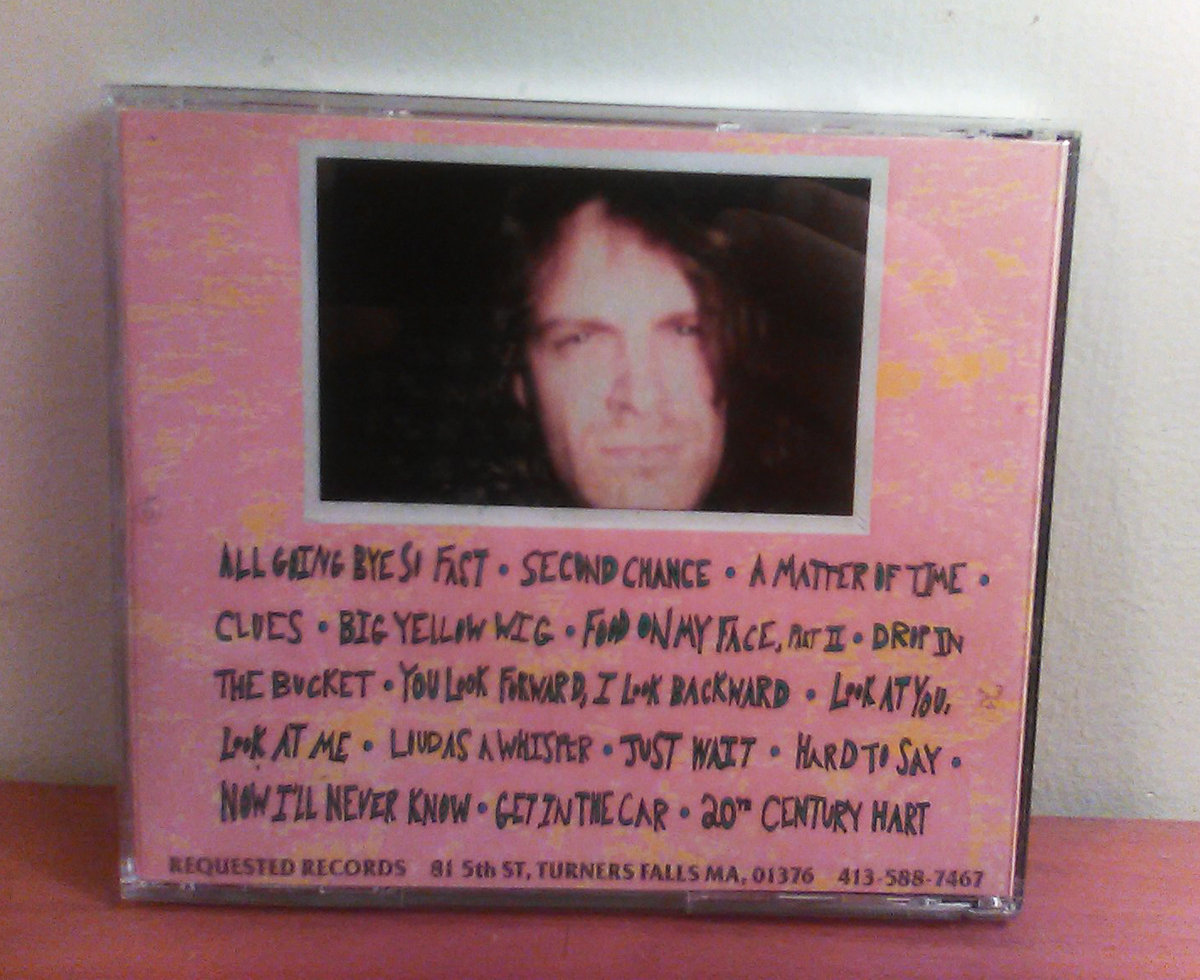 ALL GOING BYE SO FAST • SECOND CHANCE • A MATTER OF TIME •
CLUES • BIG YELLOW WIG • FOOD ON MY FACE, PART II • DROP IN
THE BUCKET • YOU LOOK FORWARD, I LOOK BACKWARD • LOOK AT YOU,
LOOK AT ME • LOUD AS A WHISPER • JUST WAIT • HARD TO SAY •
NOW I'LL NEVER KNOW • GET IN THE CAR • 20TH CENTURY HART
REQUESTED RECORDS 81 5th ST, TURNERS FALLS MA, 01376 413-588-7467